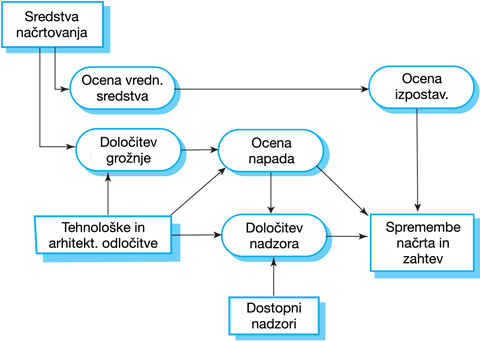 Sredstva
načrtovanja
Ocena vredn.
sredstva
Ocena
izpostav.
Določitev
grožnje
Ocena
napada
Tehnološke in
arhitekt. odločitve
Določitev
nadzora
Spremembe
načrta in
zahtev
Dostopni
nadzori